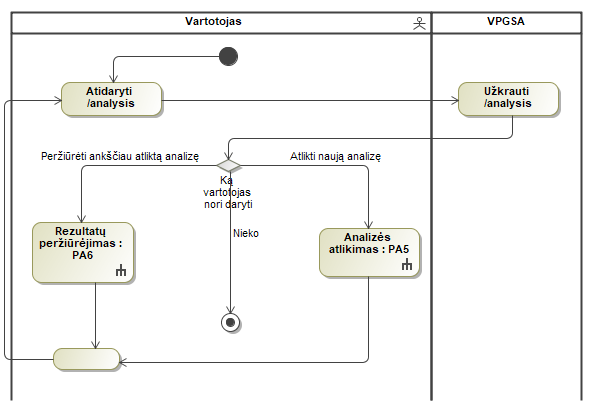 Vartotojas
VPGSA
Atidaryti
/analysis
Užkrauti
/analysis
Peržiūrėti ankščiau atliktą analizę
Atlikti naują analizę
Ką
vartotojas
nori daryti
Nieko
Rezultatų
peržiūrėjimas :
PA6
Analizės
atlikimas : PA5